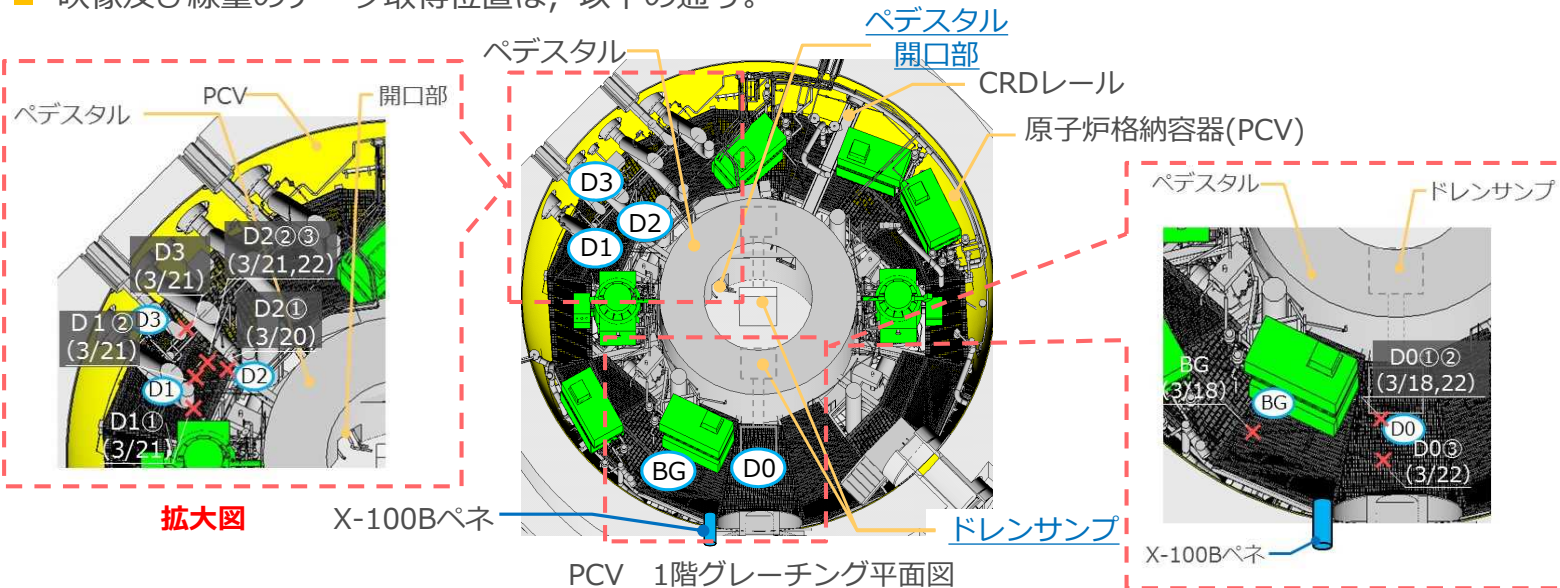 ■ 映像及び線量のデータ取得位置は，以下の通り。
ペデスタル
ペデスタル
開口部
CRDレール
原子炉格納容器(PCV)
D3
D2
D1
BG
D0
X-100Bペネ
ドレンサンプ
PCV　1階グレーチング平面図
PCV
開口部
ペデスタル
D3
(3/21)
D2②③
(3/21,22)
D1②
(3/21)
D3
D2①
(3/20)
D1
D2
D1①
(3/21)
拡大図
ペデスタル
ドレンサンプ
BG
(3/18)
BG
D0①②
(3/18,22)
D0
D0③
(3/22)
X-100Bペネ